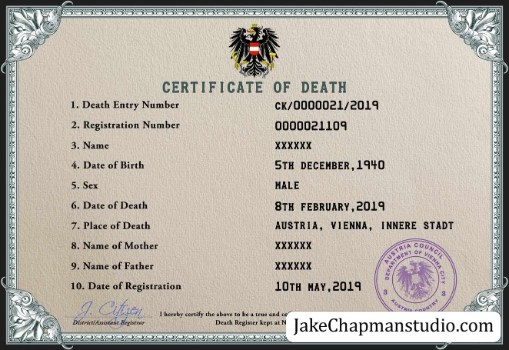 CERTIFICATE OF DEATH
1. Death Entry Number CK/0000021/2019
2. Registration Number 0000021109
3. Name XXXXXX
4. Date of Birth 5TH DECEMBER,1940
5. Sex MALE
6. Date of Death 8TH FEBRUARY,2019
7. Place of Death AUSTRIA, VIENNA, INNERE STADT
8. Name of Mother XXXXXX
9. Name of Father XXXXXX
10. Date of Registration 10TH MAY,2019
AUSTRIA COUNCIL
DEPARTMENT OF VIENNA CITY
AUSTRIA COUNTRY
J. Citizen
District/Assistant Registrar
I hereby certify the above to be a true and
Death Register kept at
JakeChapmanstudio.com